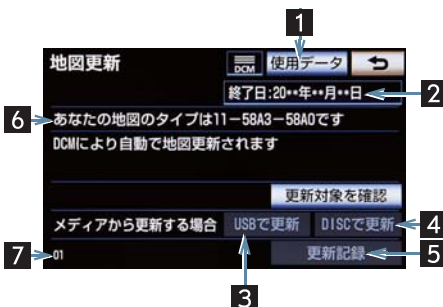 1
地図更新 DCM 使用データ
終了日:20••年••月••日 2
6 あなたの地図のタイプは11－58A3－58A0です
DCMにより自動で地図更新されます
更新対象を確認
メディアから更新する場合 USBで更新 DISCで更新 4
7 01 更新記録 5
3